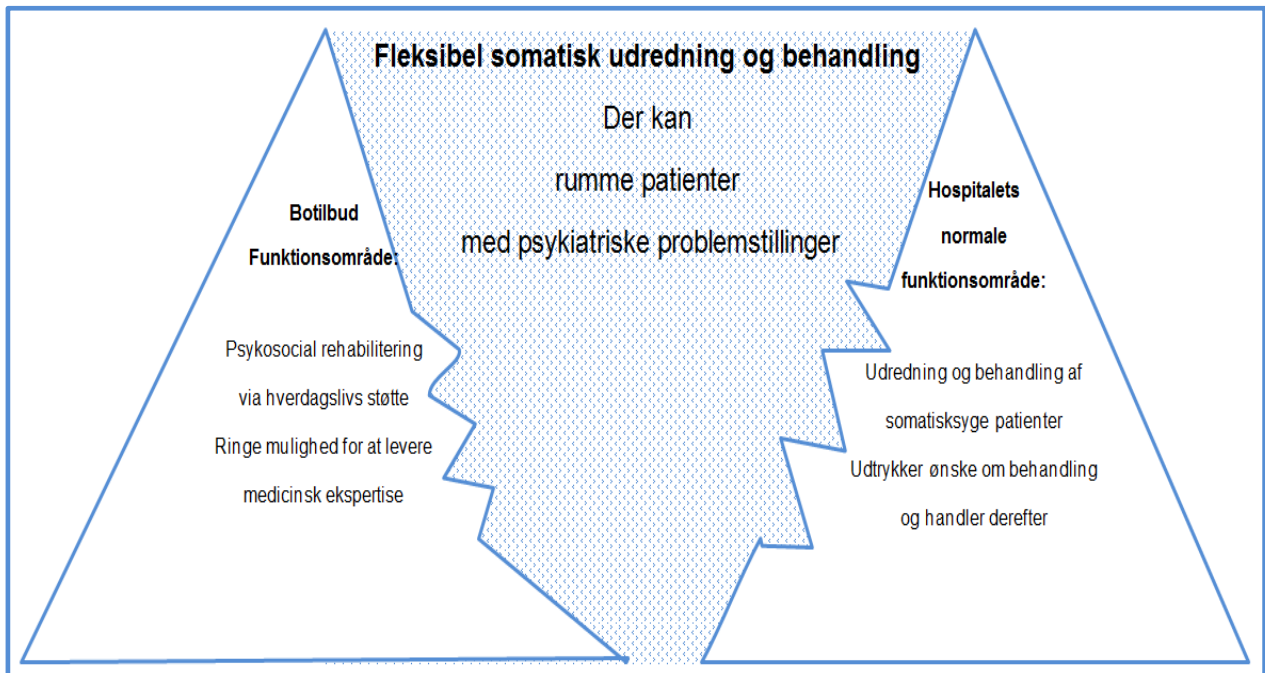 Fleksibel somatisk udredning og behandling
Der kan
rumme patienter
med psykiatriske problemstillinger
Botilbud
Funktionsområde:
Psykosocial rehabilitering
via hverdagslivs støtte
Ringe mulighed for at levere
medicinsk ekspertise
Hospitalets
normale
funktionsområde:
Udredning og behandling af
somatisksyge patienter
Udtrykker ønske om behandling
og handler derefter